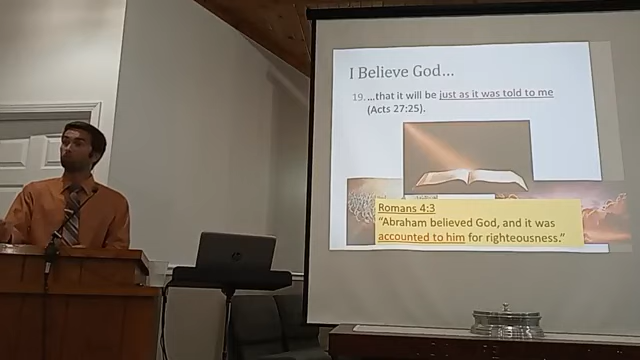 I Believe God...
19. ...that it will be just as it was told to me
(Acts 27:25).
Romans 4:3
"Abraham believed God, and it was
accounted to him for righteousness."
hp